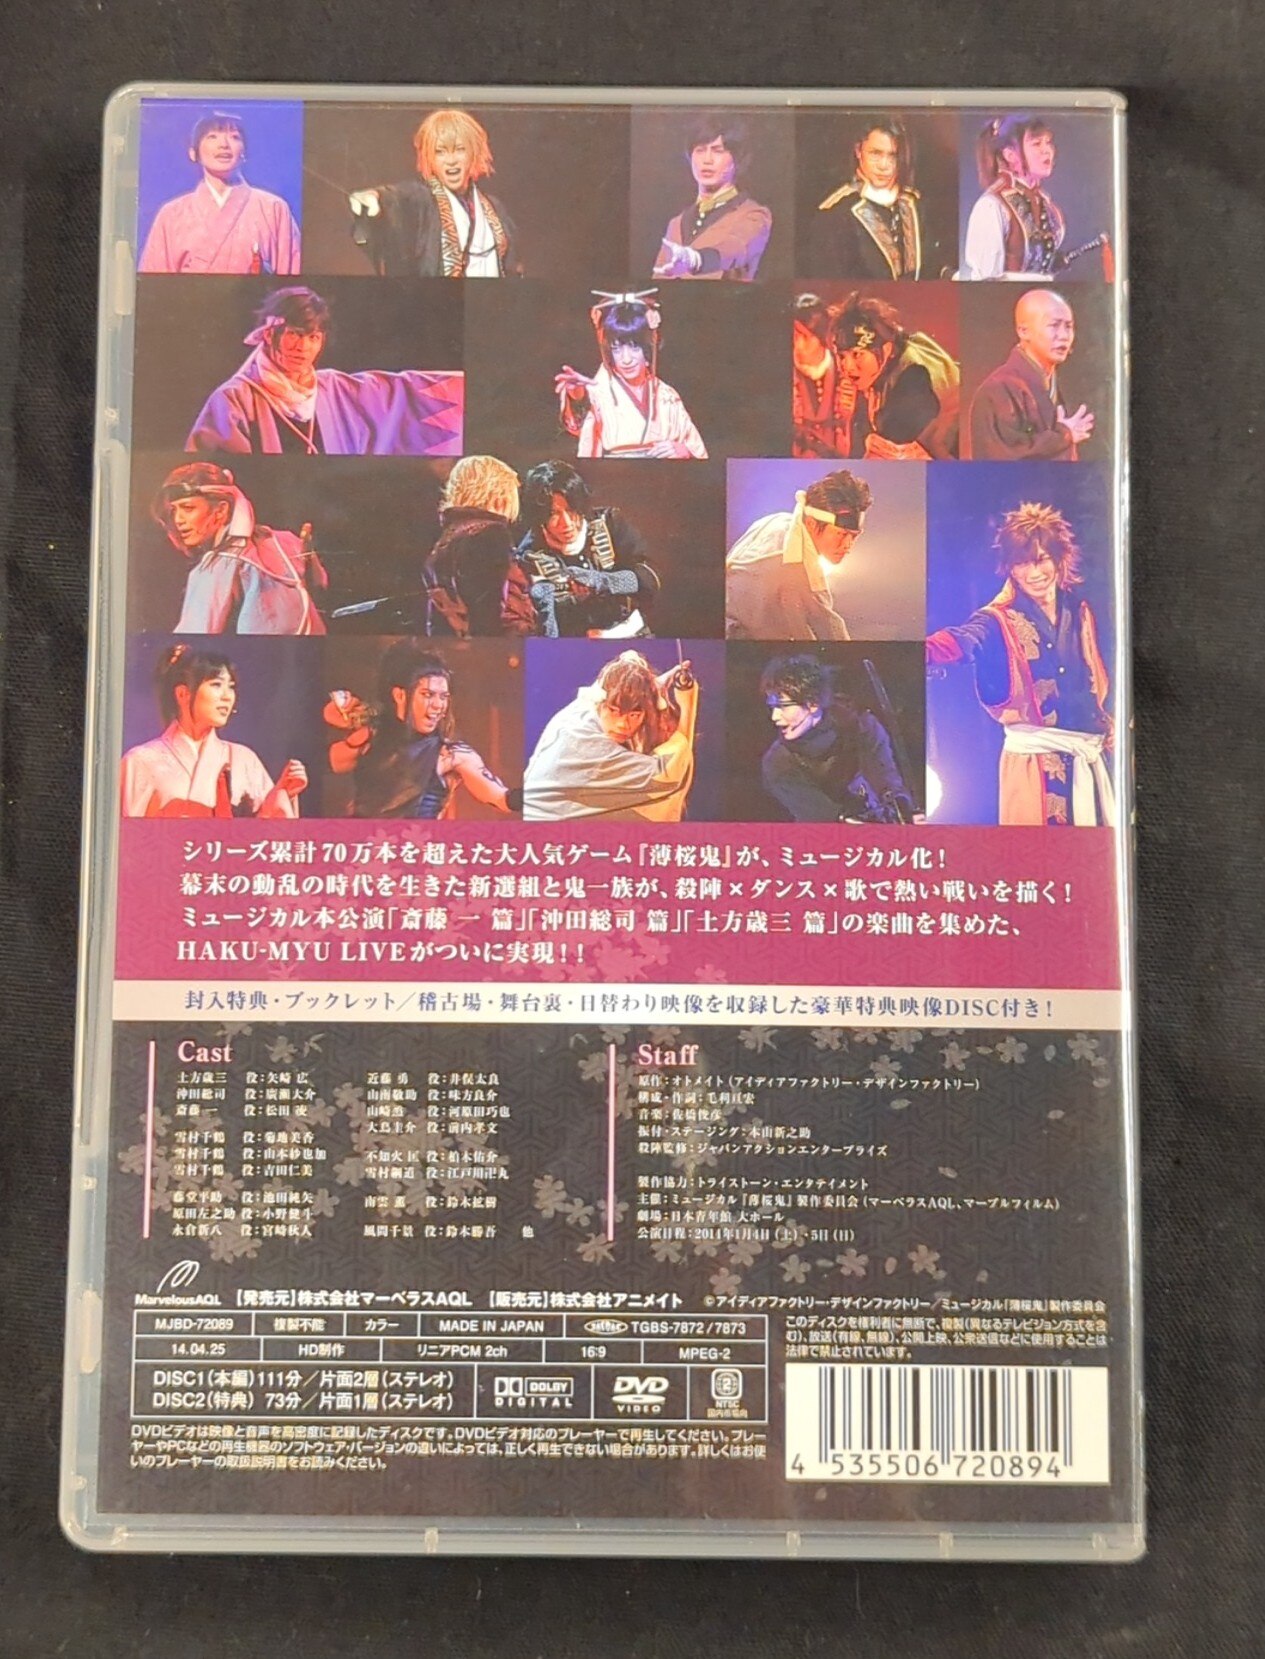 シリーズ累計70万本を超えた大人気ゲーム『薄桜鬼』が、ミュージカル化！
幕末の動乱の時代を生きた新選組と鬼一族が、殺陣×ダンス×歌で熱い戦いを描く！
ミュージカル本公演「斎藤 一 篇」「沖田総司 篇」「土方歳三 篇」の楽曲を集めた、
HAKU-MYU LIVEがついに実現！！
封入特典・ブックレット／稽古場・舞台裏・日替わり映像を収録した豪華特典映像DISC付き！
Cast
土方歳三 役：矢崎 広
沖田総司 役：廣瀬大介
斎藤 一 役：松田 凌
雪村千鶴 役：菊地美香
雪村千鶴 役：山本紗也加
雪村千鶴 役：吉田仁美
藤堂平助 役：池田純矢
原田左之助 役：小野健斗
永倉新八 役：宮崎秋人
近藤 勇 役：井俣太良
山南敬助 役：味方良介
山崎 烝 役：河原田巧也
大鳥圭介 役：前内孝文
不知火 匡 役：柏木佑介
雪村綱道 役：江戸川卍丸
南雲 薫 役：鈴木拡樹
風間千景 役：鈴木勝吾 他
Staff
原作：オトメイト（アイディアファクトリー・デザインファクトリー）
構成・作詞：毛利亘宏
音楽：佐橋俊彦
振付・ステージング：本山新之助
殺陣監修：ジャパンアクションエンタープライズ
製作協力：トライストーン・エンタテイメント
主催：ミュージカル『薄桜鬼』製作委員会（マーベラスAQL、マーブルフィルム）
劇場：日本青年館 大ホール
公演日程：2014年1月4日（土）・5日（日）
MarvelousAQL 【発売元】株式会社マーベラスAQL 【販売元】株式会社アニメイト
©アイディアファクトリー・デザインファクトリー／ミュージカル『薄桜鬼』製作委員会
MJBD-72089 複製不能 カラー MADE IN JAPAN TGBS-7872／7873
14.04.25 HD制作 リニアPCM 2ch 16:9 MPEG-2
DISC1（本編）111分／片面2層（ステレオ）
DISC2（特典） 73分／片面1層（ステレオ）
DOLBY
DIGITAL
DVD
VIDEO
2
NTSC
国内市場向
DVDビデオは映像と音声を高密度に記録したディスクです。DVDビデオ対応のプレーヤーで再生してください。プレー
ヤーやPCなどの再生機器のソフトウェア・バージョンの違いによっては、正しく再生できない場合があります。詳しくはお使
いのプレーヤーの取扱説明書をお読みください。
このディスクを権利者に無断で、複製（異なるテレビジョン方式を含
む）、放送（有線、無線）、公開上映、公衆送信などに使用することは
法律で禁止されています。
4 535506 720894